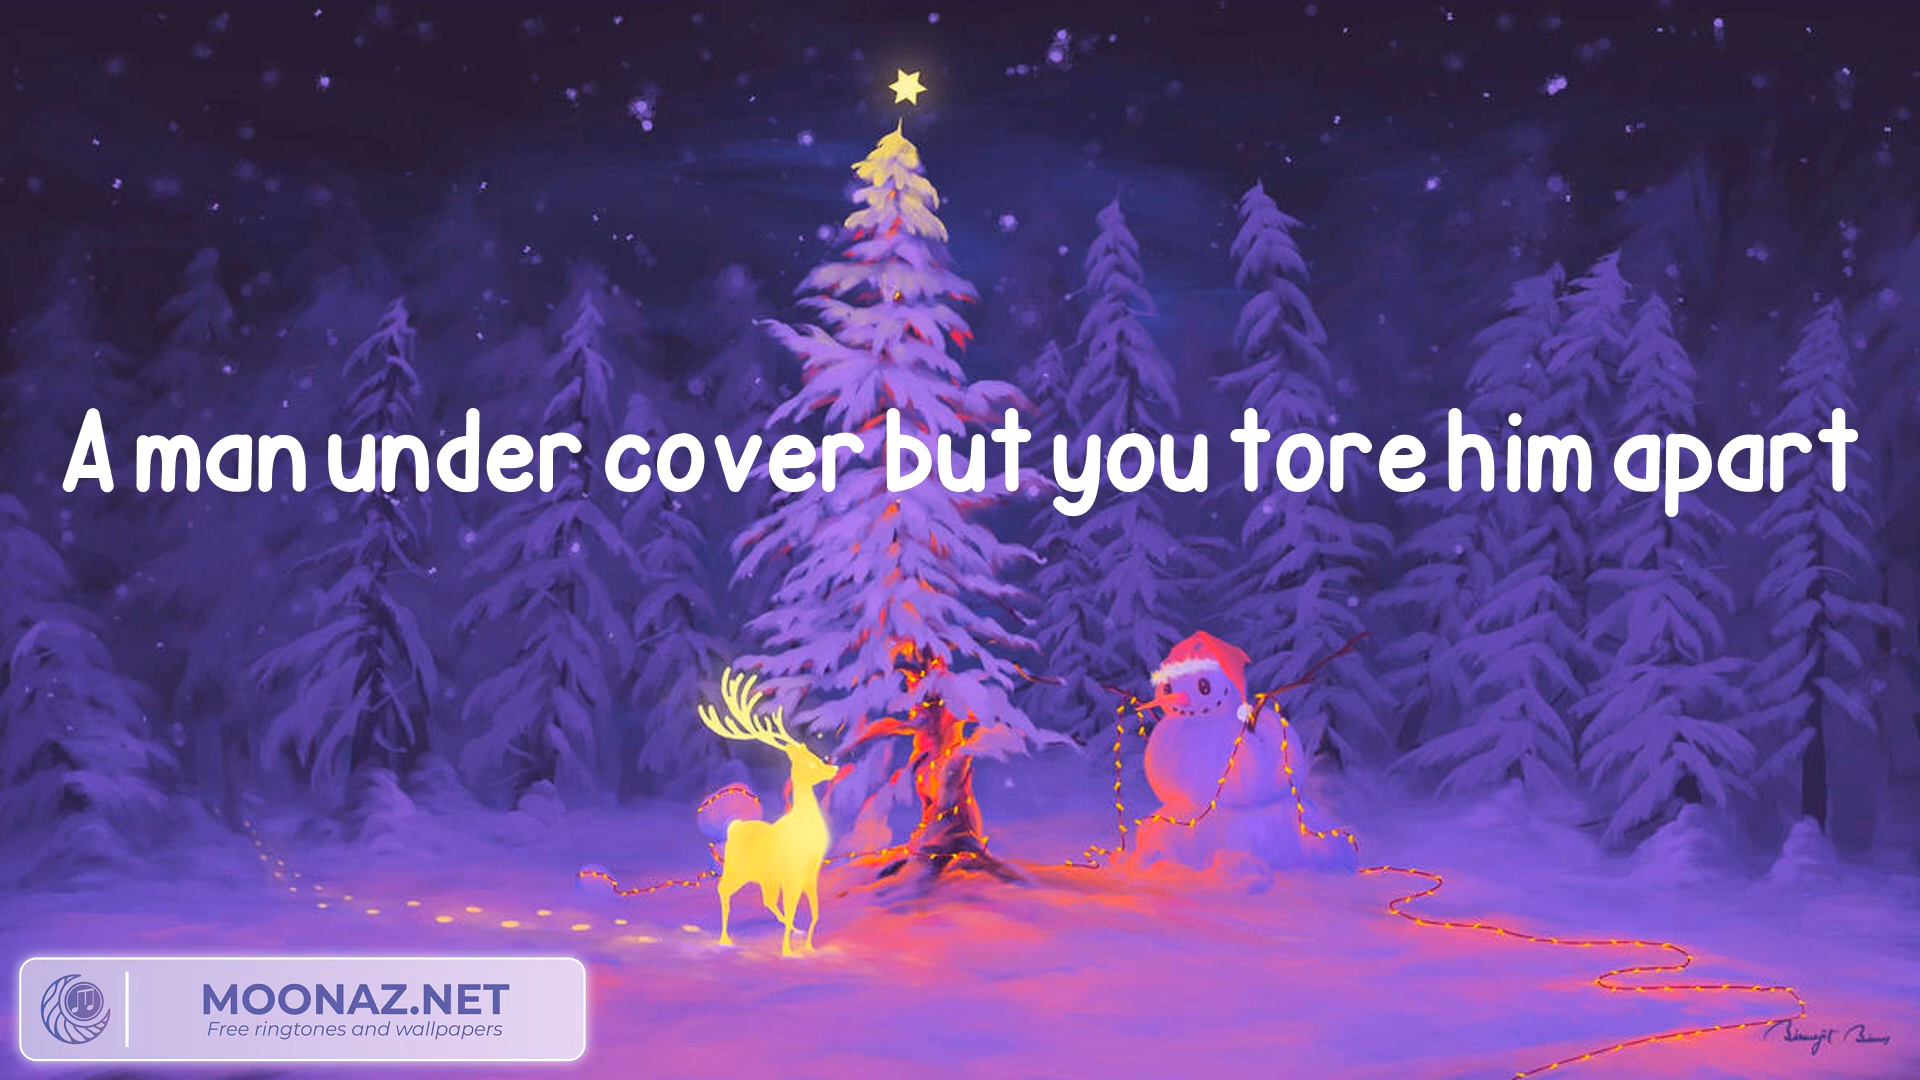 A man under cover but you tore him apart
MOONAZ.NET
Free ringtones and wallpapers